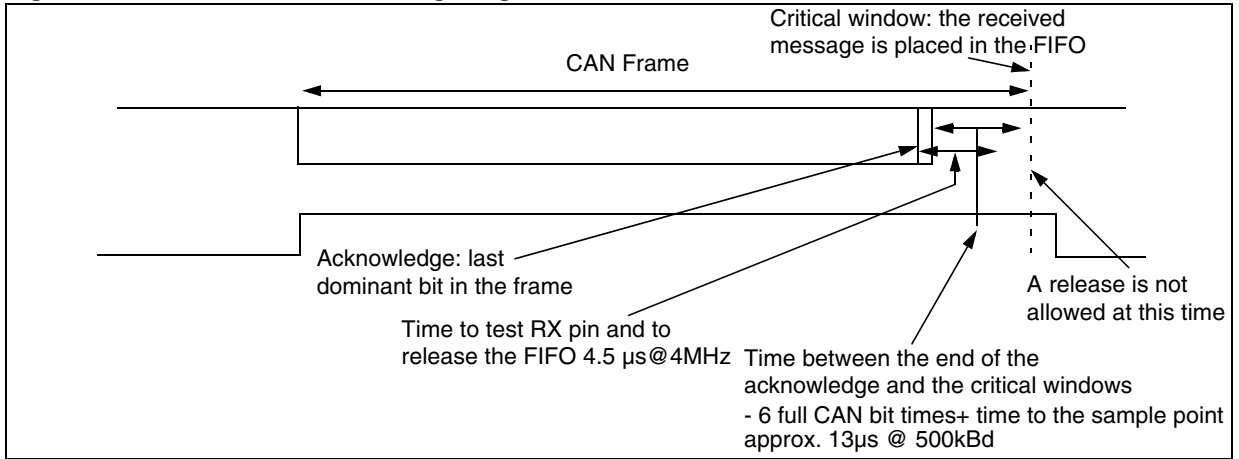 Critical window: the received
message is placed in the FIFO
CAN Frame
Acknowledge: last
dominant bit in the frame
A release is not
allowed at this time
Time to test RX pin and to
release the FIFO 4.5 µs@4MHz
Time between the end of the
acknowledge and the critical windows
- 6 full CAN bit times+ time to the sample point
approx. 13µs @ 500kBd